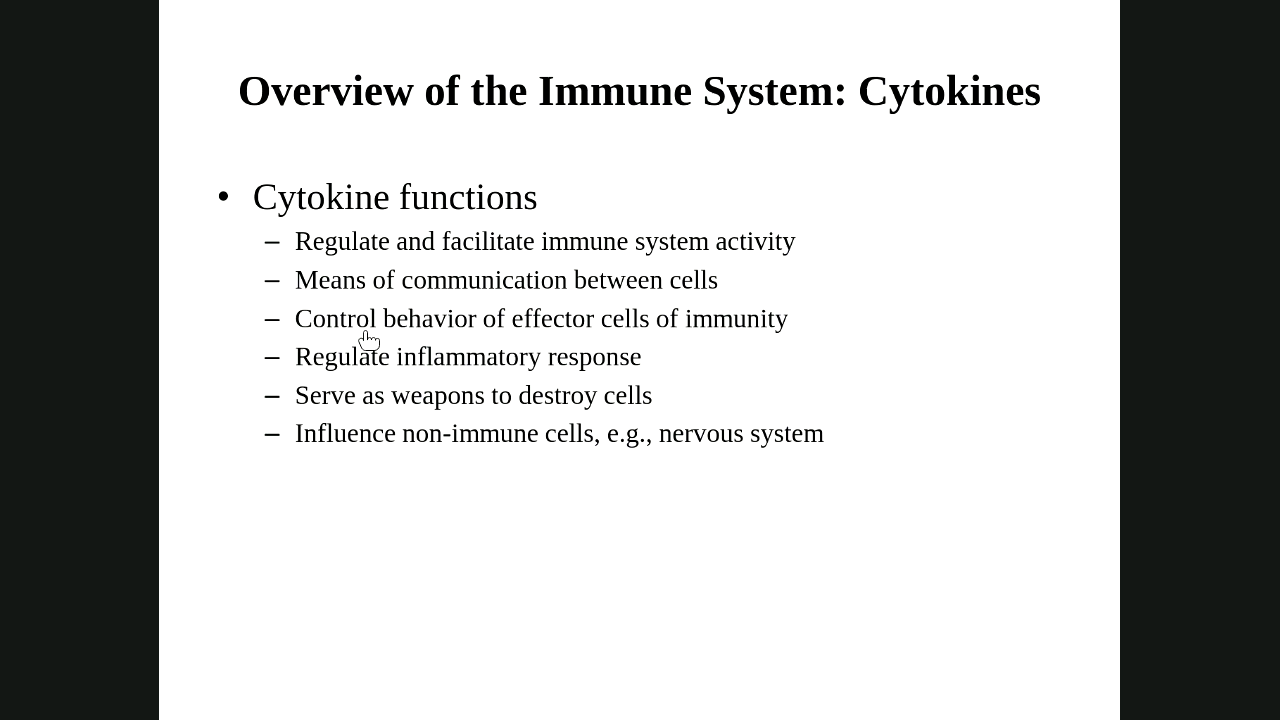 Overview of the Immune System: Cytokines
• Cytokine functions
– Regulate and facilitate immune system activity
– Means of communication between cells
– Control behavior of effector cells of immunity
– Regulate inflammatory response
– Serve as weapons to destroy cells
– Influence non-immune cells, e.g., nervous system